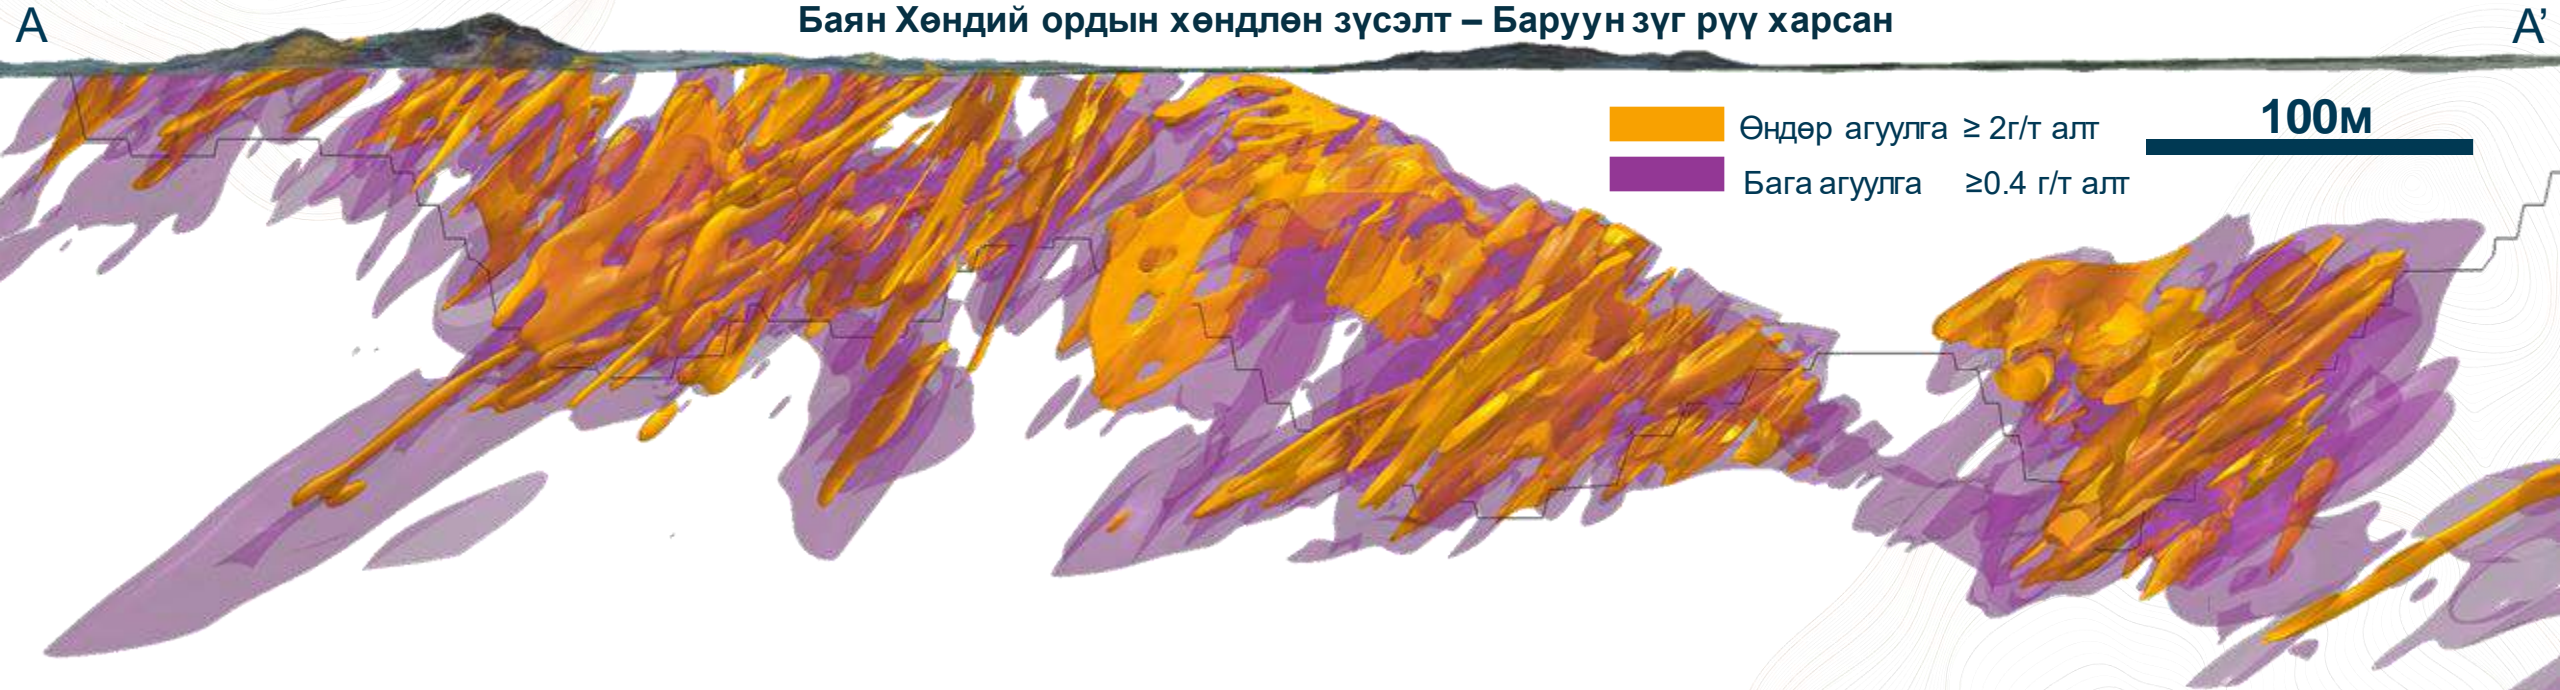 A
Баян Хөндий ордын хөндлөн зүсэлт – Баруун зүг рүү харсан
A’
Өндөр агуулга ≥ 2г/т алт
Бага агуулга ≥0.4 г/т алт
100м